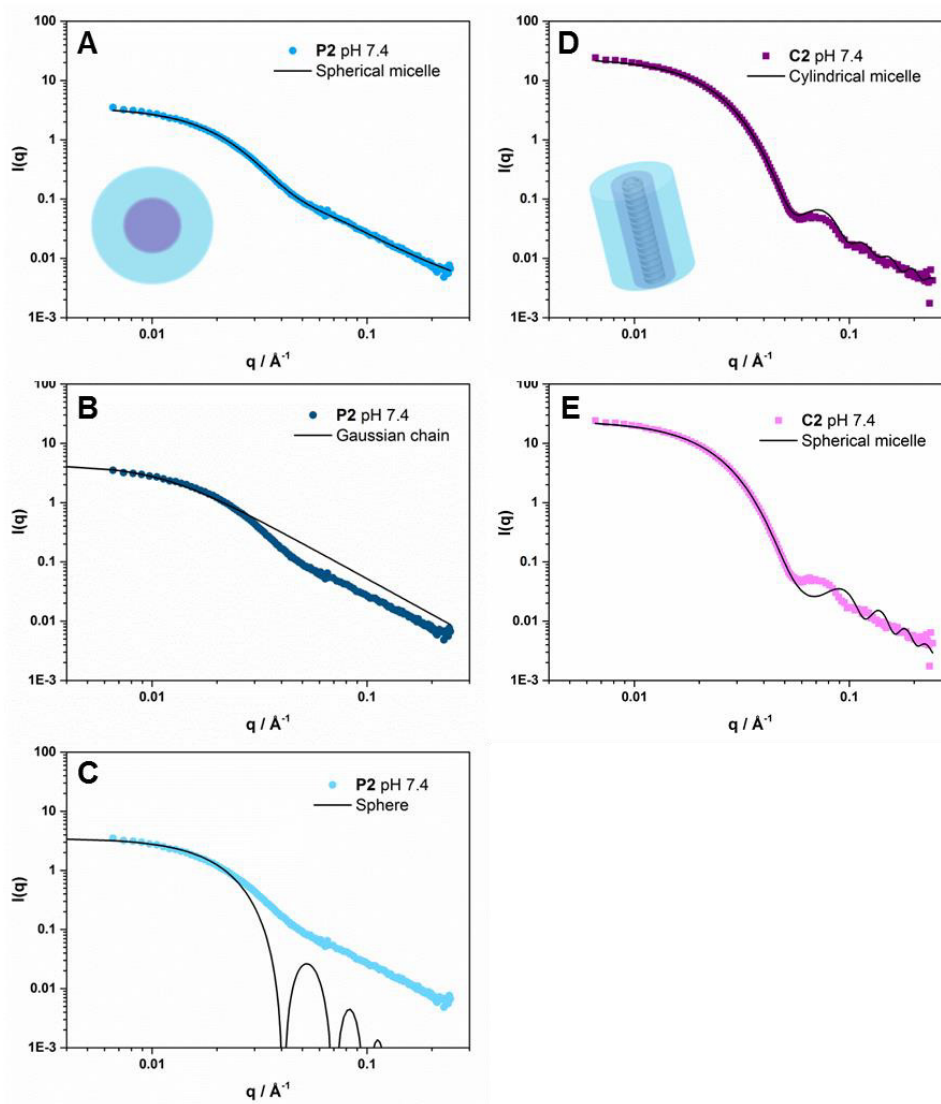 A
P2 pH 7.4
Spherical micelle
100
10
1
0.1
0.01
1E-3
I(q)
0.01
0.1
q / Å-1
D
C2 pH 7.4
Cylindrical micelle
100
10
1
0.1
0.01
1E-3
I(q)
0.01
0.1
q / Å-1
B
P2 pH 7.4
Gaussian chain
100
10
1
0.1
0.01
1E-3
I(q)
0.01
0.1
q / Å-1
E
C2 pH 7.4
Spherical micelle
100
10
1
0.1
0.01
1E-3
I(q)
0.01
0.1
q / Å-1
C
P2 pH 7.4
Sphere
100
10
1
0.1
0.01
1E-3
I(q)
0.01
0.1
q / Å-1